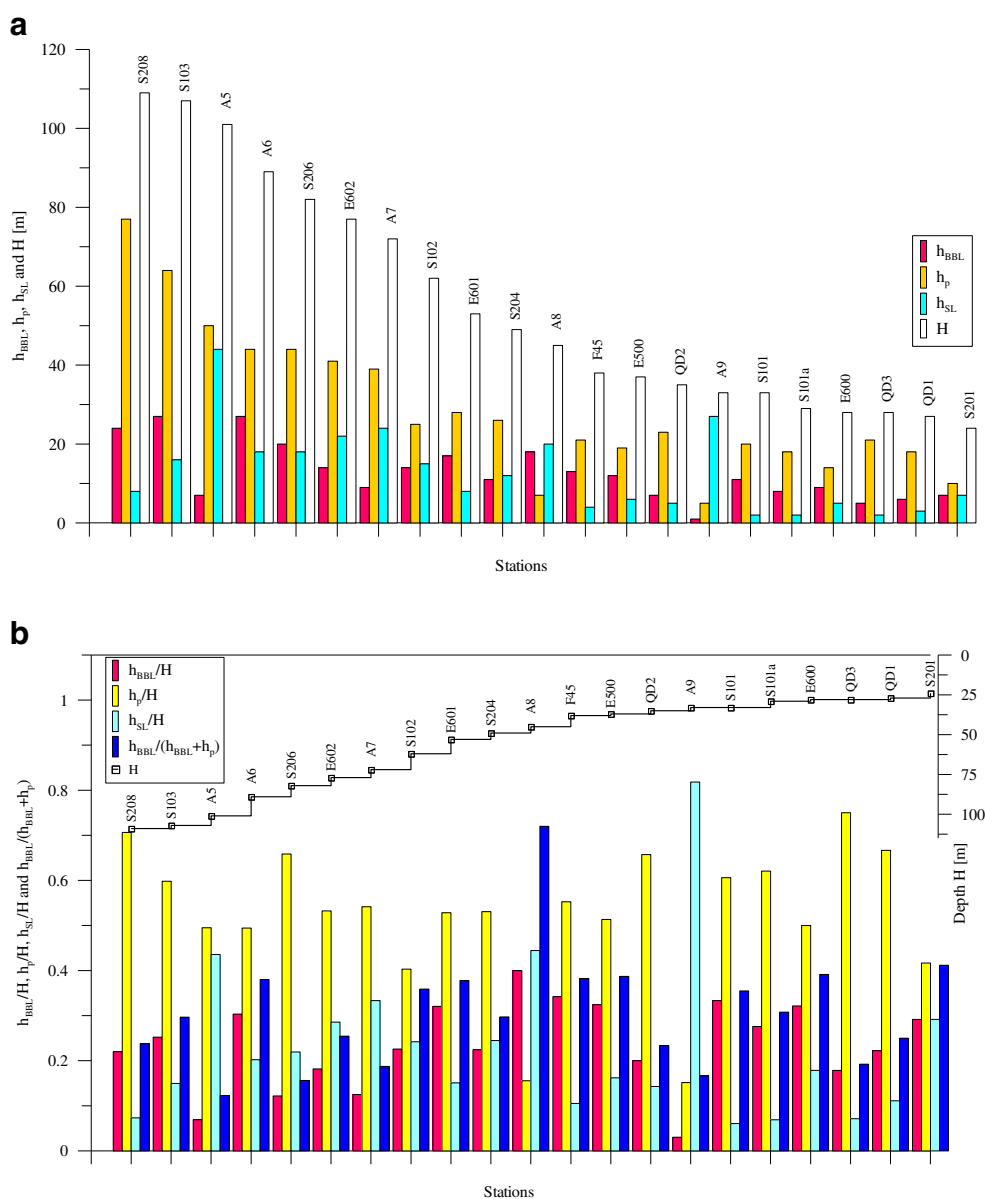 a
120
100
80
60
40
20
0
h_BBL, h_p, h_SL and H [m]
S208
S103
A5
A6
S206
E602
A7
S102
E601
S204
A8
F45
E500
QD2
A9
S101
S101a
E600
QD3
QD1
S201
h_BBL
h_p
h_SL
H
Stations
b
1
0.8
0.6
0.4
0.2
0
h_BBL/H, h_p/H, h_SL/H and h_BBL/(h_BBL+h_p)
h_BBL/H
h_p/H
h_SL/H
h_BBL/(h_BBL+h_p)
H
S208
S103
A5
A6
S206
E602
A7
S102
E601
S204
A8
F45
E500
QD2
A9
S101
S101a
E600
QD3
QD1
S201
0
25
50
75
100
Depth H [m]
Stations